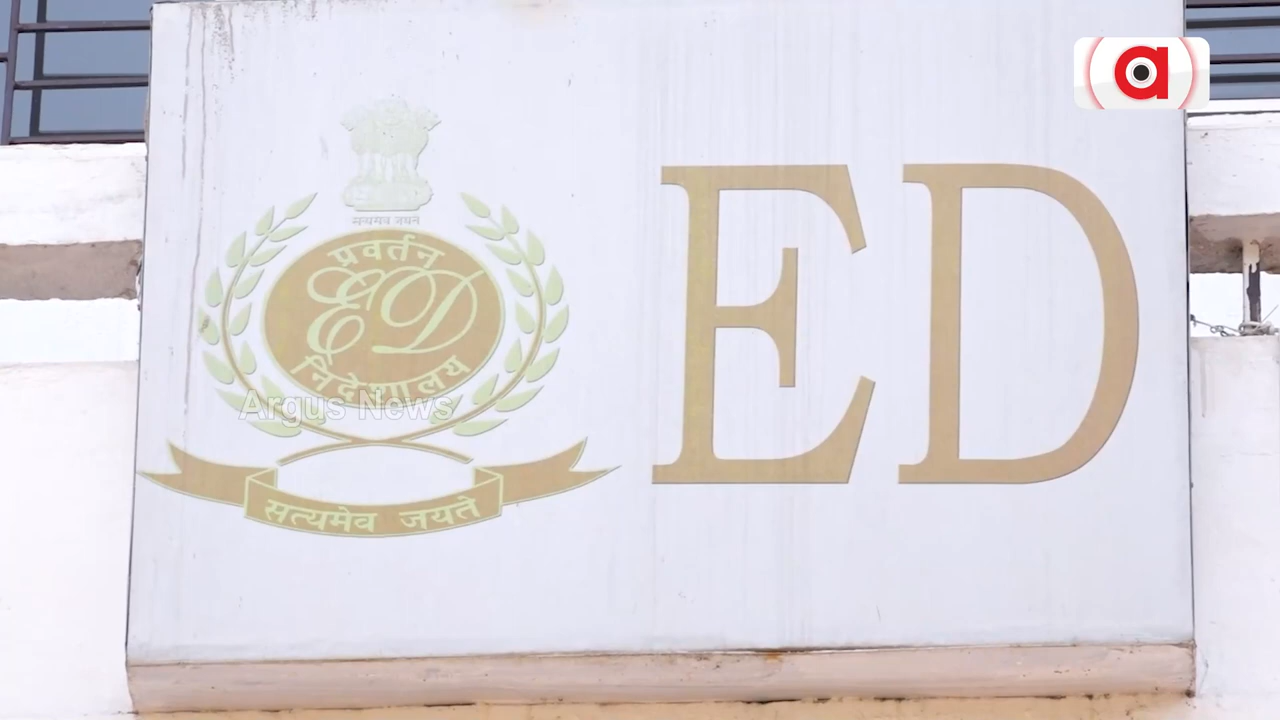 सत्यमेव जयते
प्रवर्तन
ED
निदेशालय
सत्यमेव जयते
ED
Argus News
a